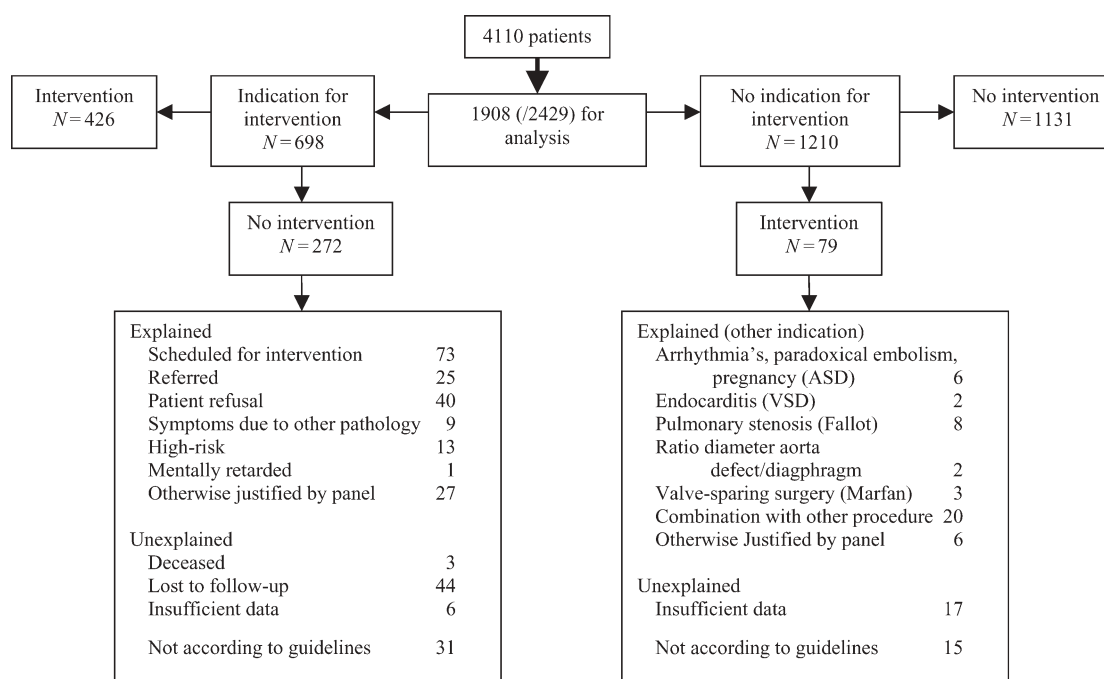 4110 patients
Intervention
N = 426
Indication for
intervention
N = 698
1908 (/2429) for
analysis
No indication for
intervention
N = 1210
No intervention
N = 1131
No intervention
N = 272
Intervention
N = 79
Explained
Scheduled for intervention 73
Referred 25
Patient refusal 40
Symptoms due to other pathology 9
High-risk 13
Mentally retarded 1
Otherwise justified by panel 27
Unexplained
Deceased 3
Lost to follow-up 44
Insufficient data 6
Not according to guidelines 31
Explained (other indication)
Arrhythmia's, paradoxical embolism,
pregnancy (ASD) 6
Endocarditis (VSD) 2
Pulmonary stenosis (Fallot) 8
Ratio diameter aorta
defect/diagphragm 2
Valve-sparing surgery (Marfan) 3
Combination with other procedure 20
Otherwise Justified by panel 6
Unexplained
Insufficient data 17
Not according to guidelines 15